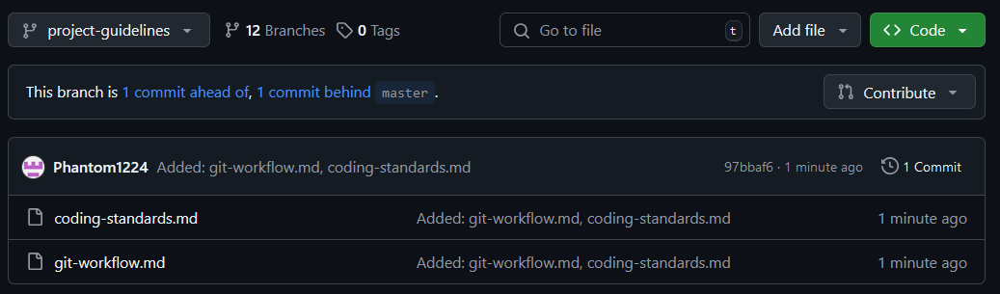 project-guidelines 12 Branches 0 Tags Go to file t Add file Code
This branch is 1 commit ahead of, 1 commit behind master. Contribute
Phantom1224 Added: git-workflow.md, coding-standards.md 97bbaf6 · 1 minute ago 1 Commit
coding-standards.md Added: git-workflow.md, coding-standards.md 1 minute ago
git-workflow.md Added: git-workflow.md, coding-standards.md 1 minute ago